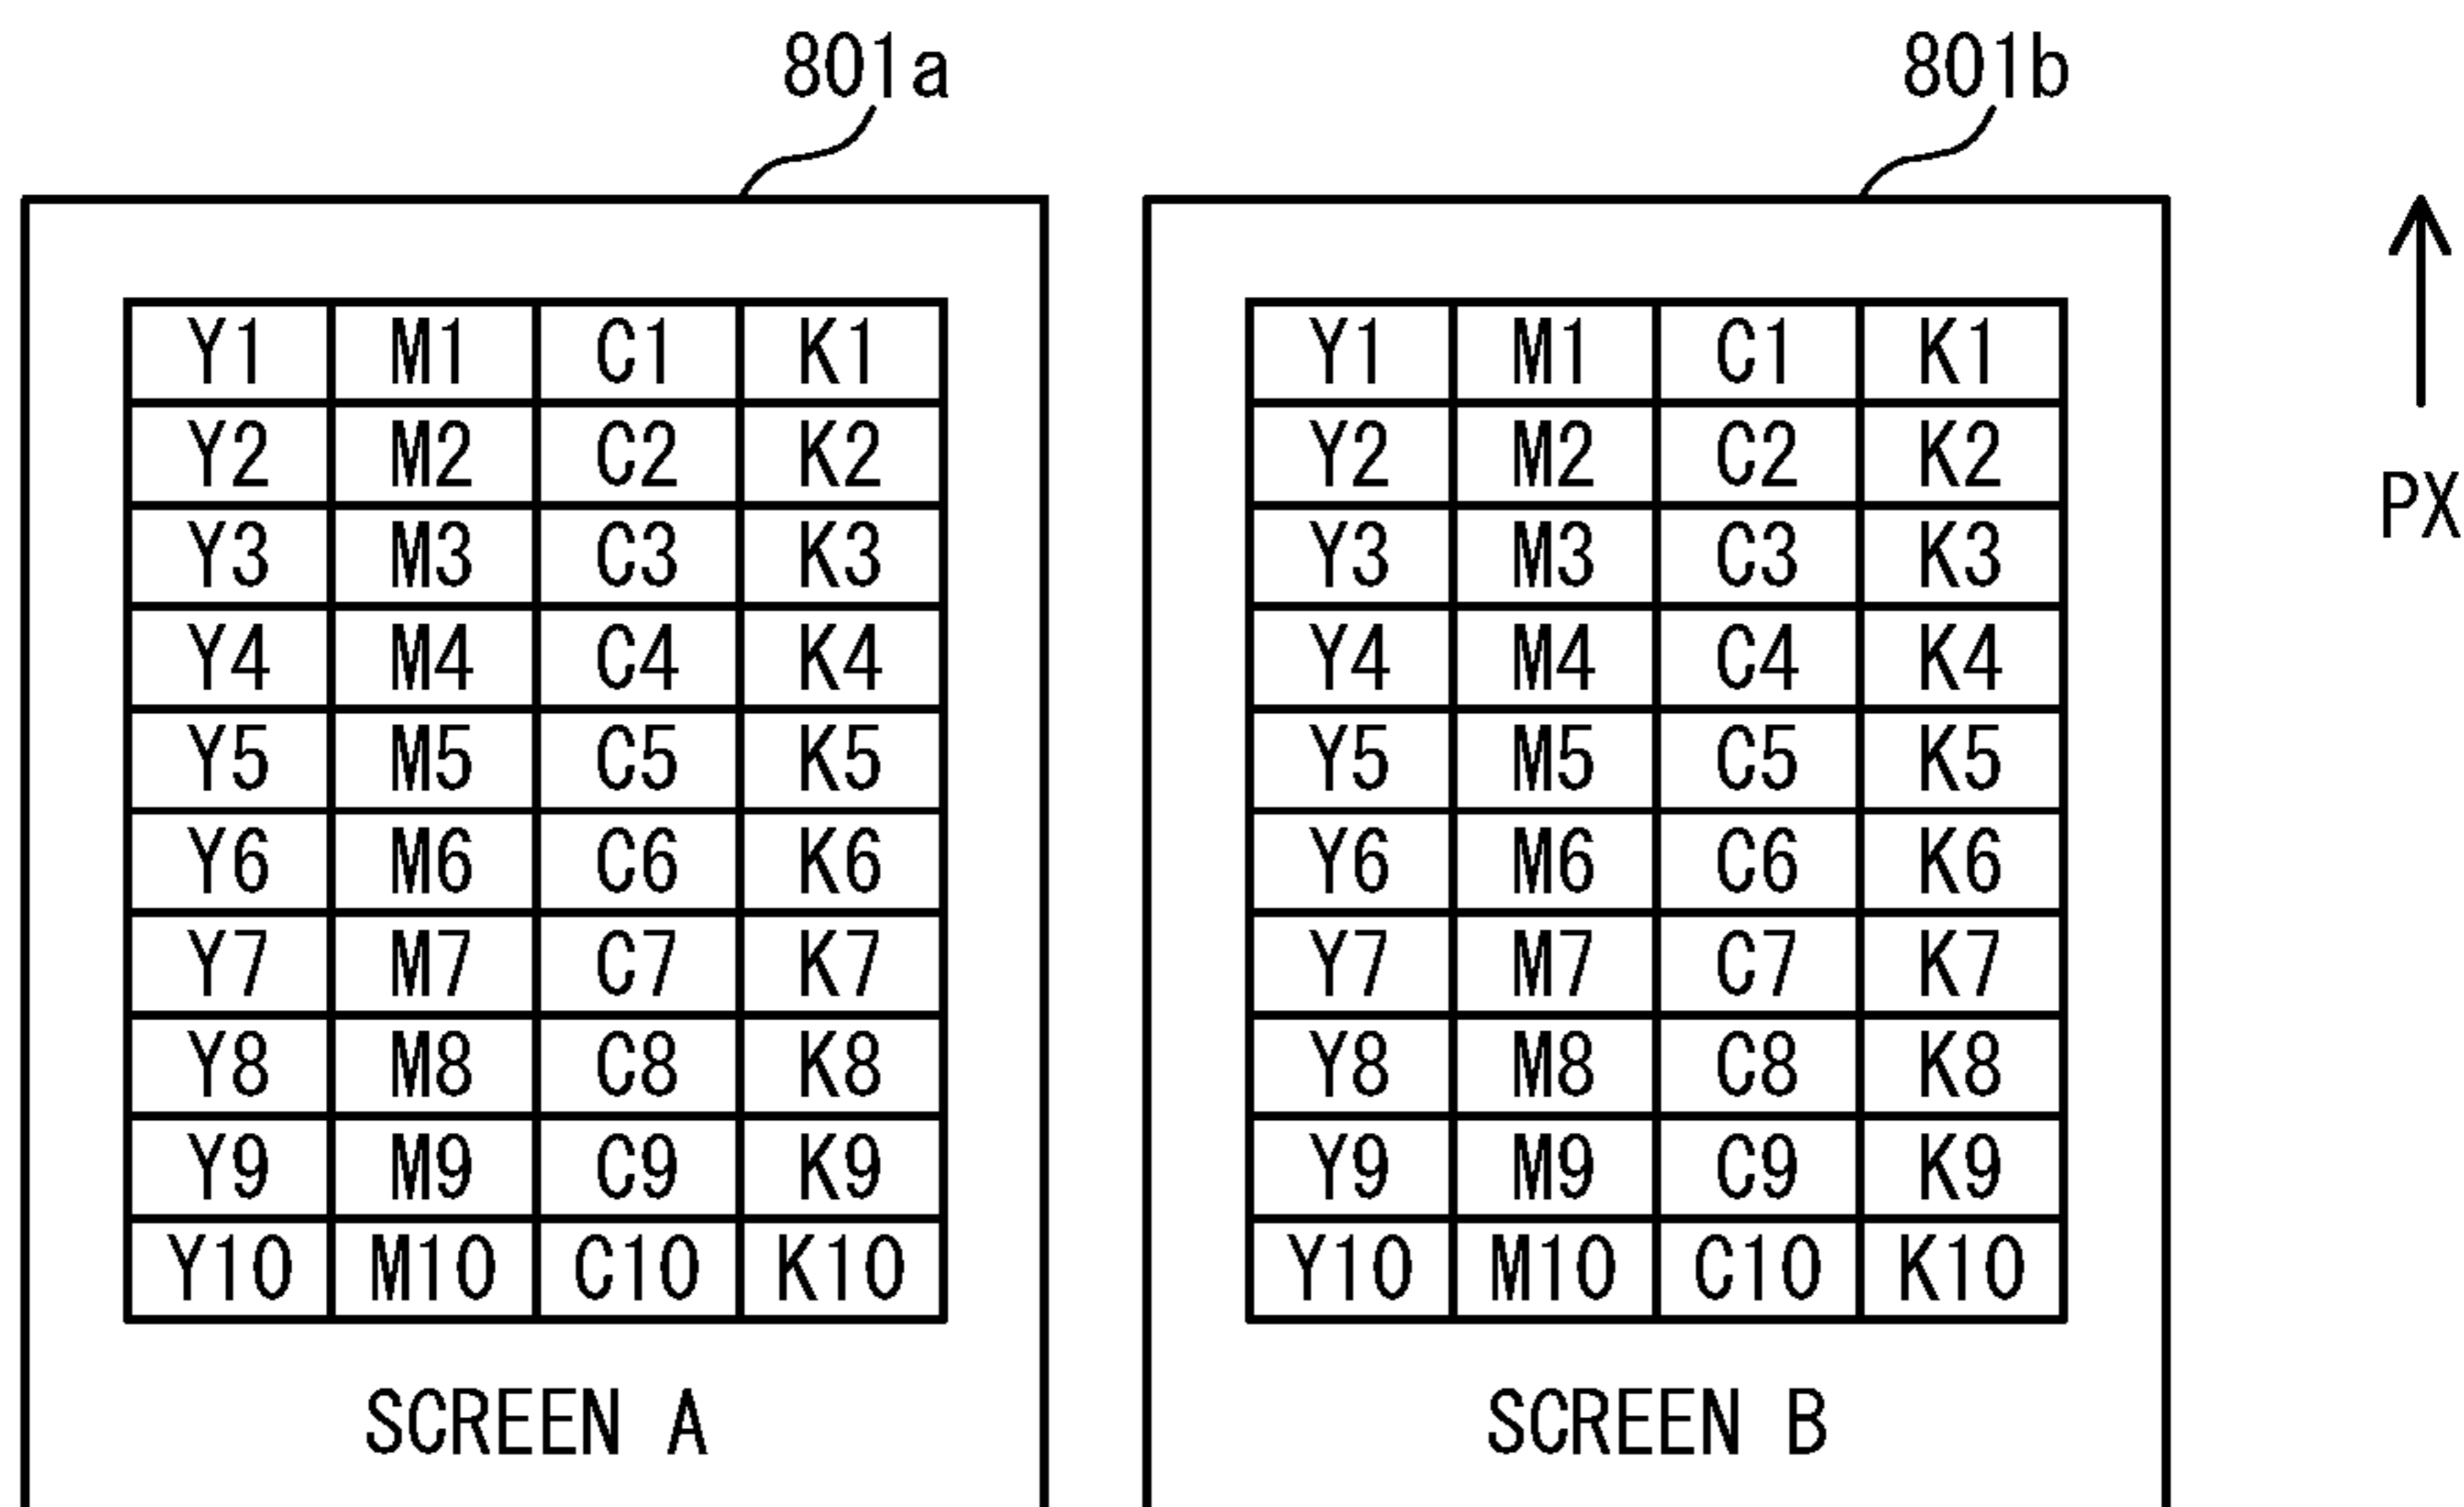 801a 801b
Y1 M1 C1 K1 Y1 M1 C1 K1
Y2 M2 C2 K2 Y2 M2 C2 K2
PX
Y3 M3 C3 K3 Y3 M3 C3 K3
Y4 M4 C4 K4 Y4 M4 C4 K4
Y5 M5 C5 K5 Y5 M5 C5 K5
Y6 M6 C6 K6 Y6 M6 C6 K6
Y7 M7 C7 K7 Y7 M7 C7 K7
Y8 M8 C8 K8 Y8 M8 C8 K8
Y9 M9 C9 K9 Y9 M9 C9 K9
Y10 M10 C10 K10 Y10 M10 C10 K10
SCREEN A SCREEN B